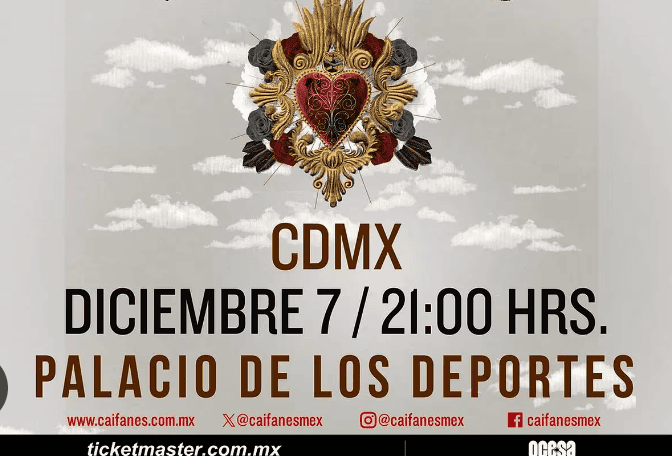 CDMX
DICIEMBRE 7 / 21:00 HRS.
PALACIO DE LOS DEPORTES
www.caifanes.com.mx X@caifanesmex @caifanesmex caifanesmex
ticketmaster.com.mx ocesa